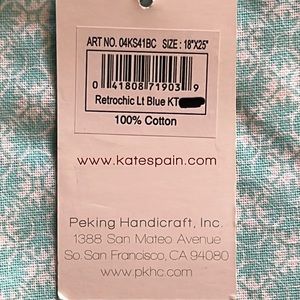 ART NO. 04KS41BC SIZE : 18"X25"
0 41808 71903 9
Retrochic Lt Blue KT
100% Cotton
www.katespain.com
Peking Handicraft, Inc.
1388 San Mateo Avenue
So. San Francisco, CA 94080
www.pkhc.com